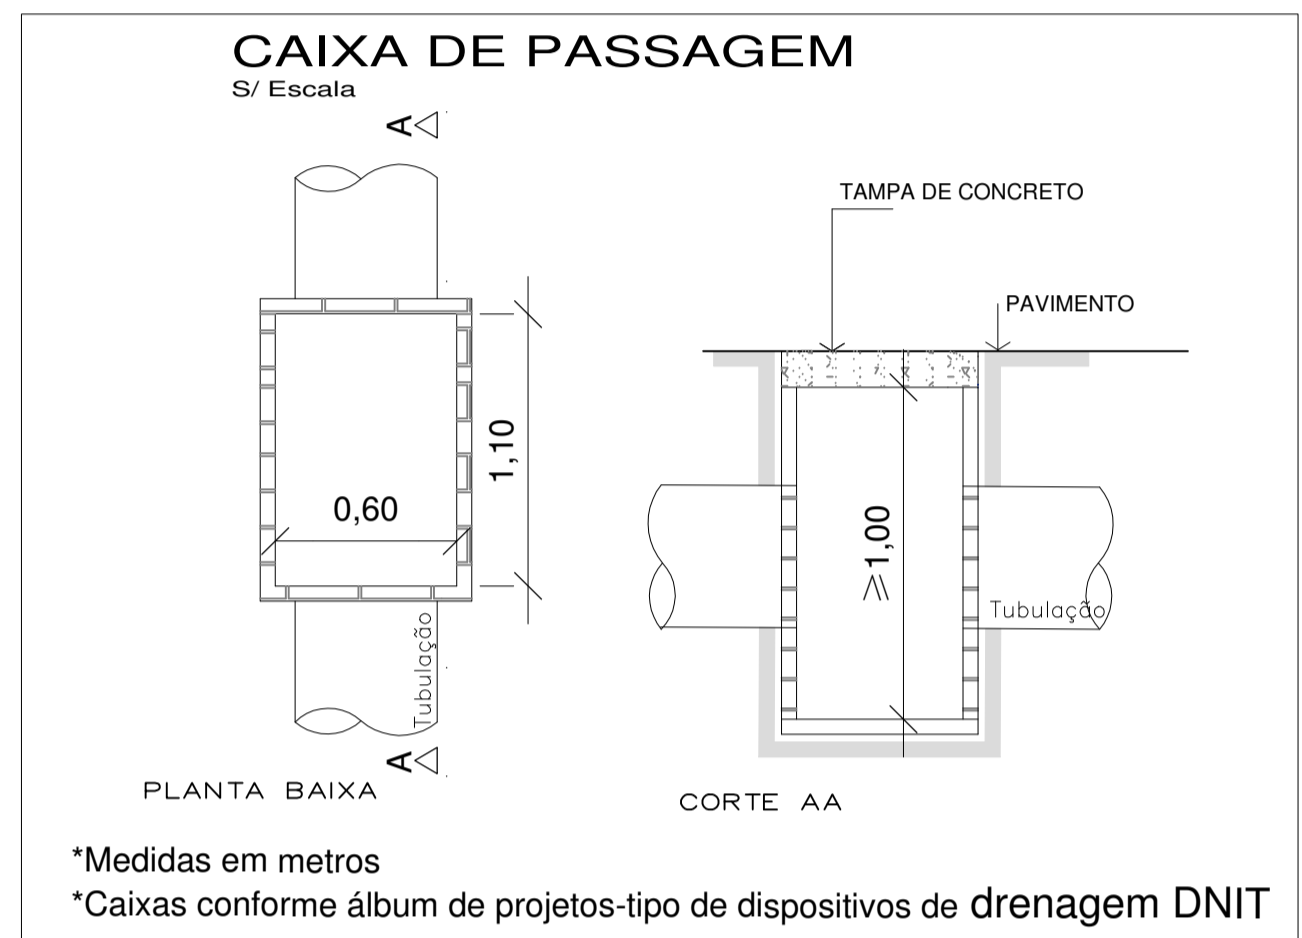 CAIXA DE PASSAGEM
S/ Escala
A
TAMPA DE CONCRETO
PAVIMENTO
1,10
0,60
≥1,00
Tubulação
Tubulação
A
PLANTA BAIXA
CORTE AA
*Medidas em metros
*Caixas conforme álbum de projetos-tipo de dispositivos de drenagem DNIT